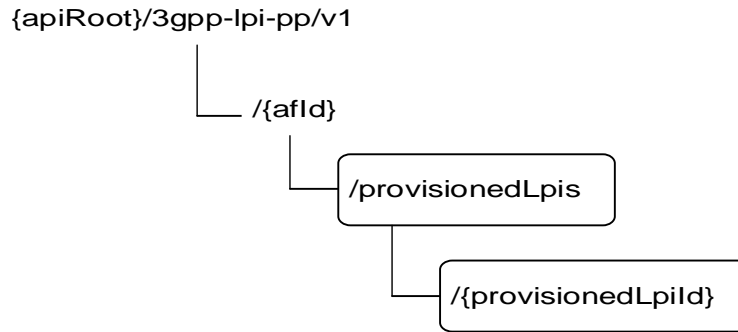 {apiRoot}/3gpp-lpi-pp/v1
/{afId}
/provisionedLpis
/{provisionedLpiId}